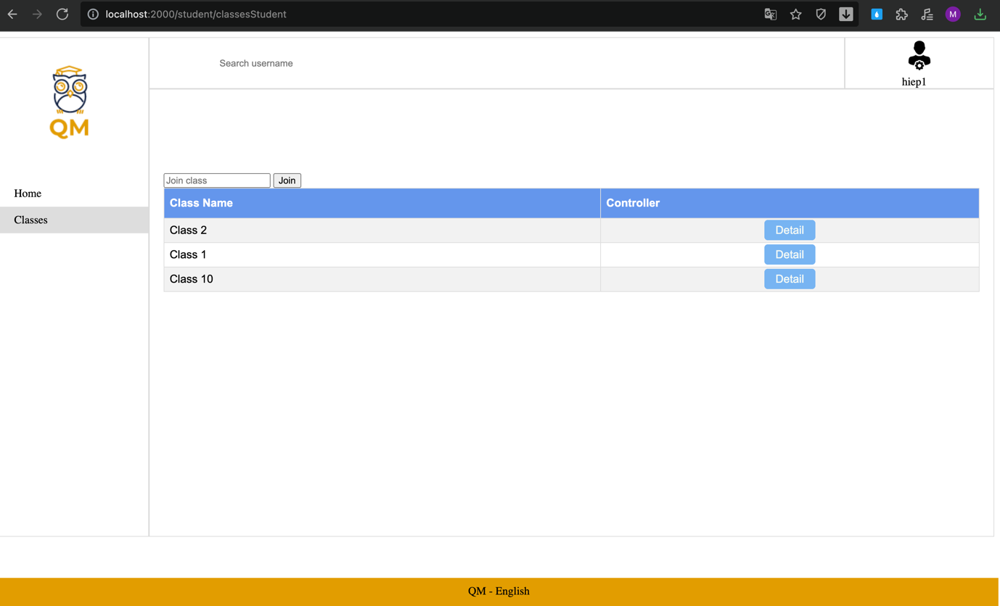 localhost:2000/student/classesStudent
M
Search username
hiep1
QM
Home
Classes
Join class Join
Class Name Controller
Class 2 Detail
Class 1 Detail
Class 10 Detail
QM - English